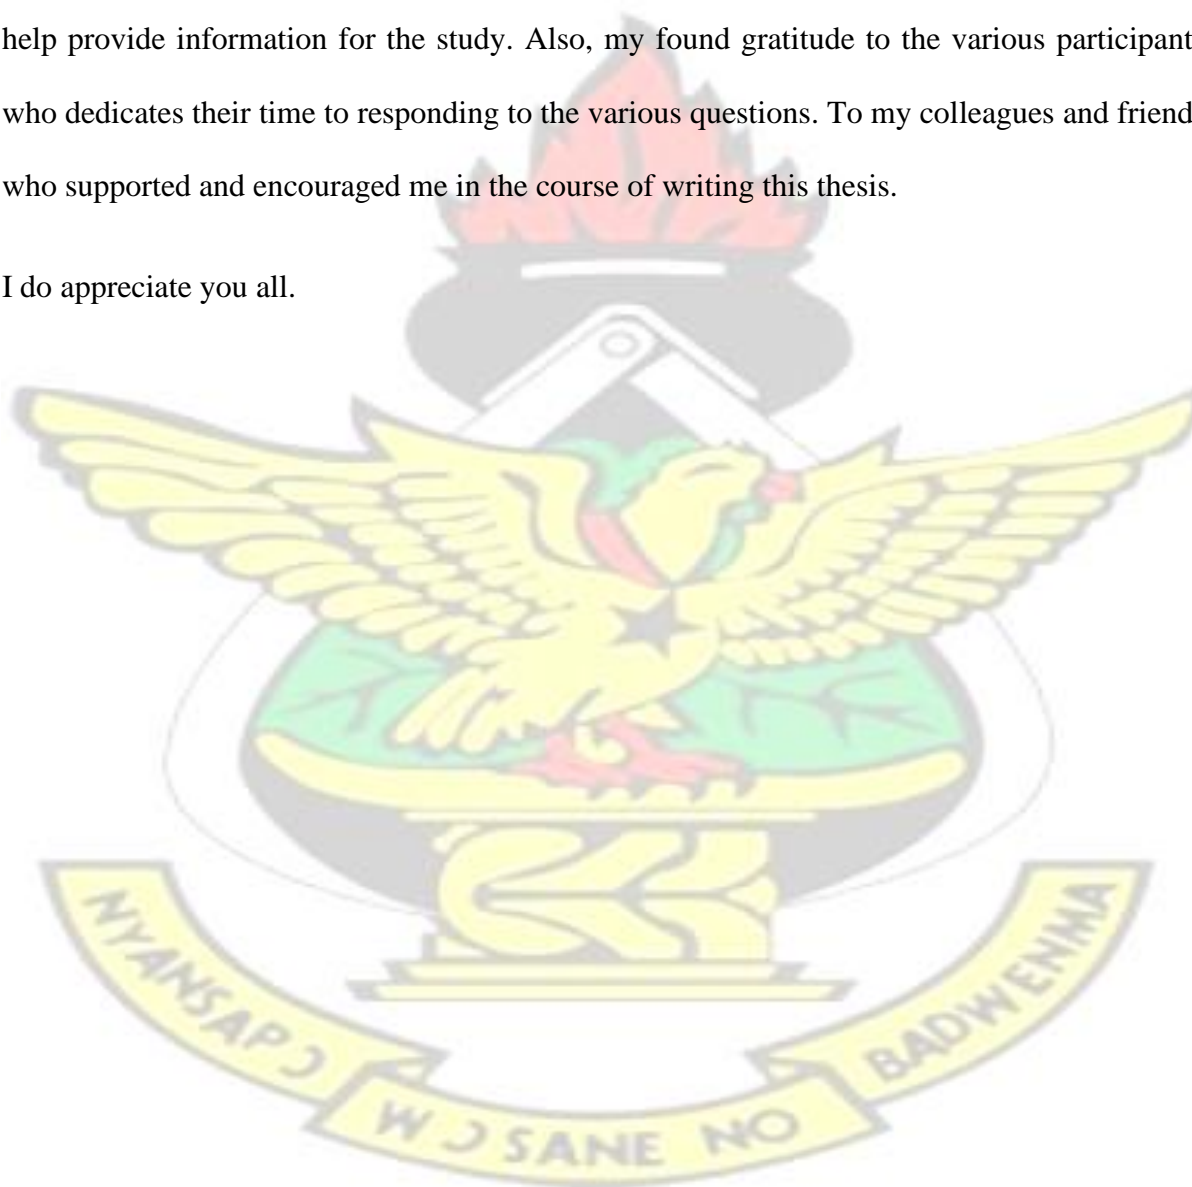 help provide information for the study. Also, my found gratitude to the various participant
who dedicates their time to responding to the various questions. To my colleagues and friend
who supported and encouraged me in the course of writing this thesis.
I do appreciate you all.
NYANSAPƆ
WƆSANE NO
BADWENMA